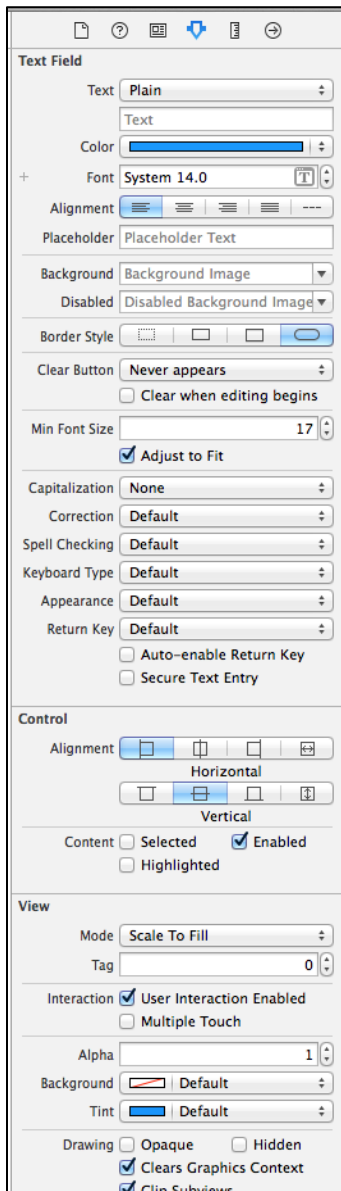 Text Field
Text Plain
Text
Color
+ Font System 14.0 T
Alignment ---
Placeholder Placeholder Text
Background Background Image
Disabled Disabled Background Image
Border Style
Clear Button Never appears
Clear when editing begins
Min Font Size 17
Adjust to Fit
Capitalization None
Correction Default
Spell Checking Default
Keyboard Type Default
Appearance Default
Return Key Default
Auto-enable Return Key
Secure Text Entry
Control
Alignment
Horizontal
Vertical
Content Selected Enabled
Highlighted
View
Mode Scale To Fill
Tag 0
Interaction User Interaction Enabled
Multiple Touch
Alpha 1
Background Default
Tint Default
Drawing Opaque Hidden
Clears Graphics Context
Clip Subviews